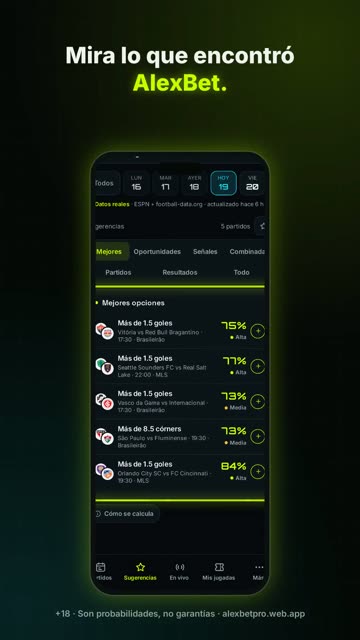 Mira lo que encontró
AlexBet.
Todos
LUN
16
MAR
17
AYER
18
HOY
19
VIE
20
Datos reales · ESPN + football-data.org · actualizado hace 6 h
gerencias
5 partidos
Mejores
Oportunidades
Señales
Combinada
Partidos
Resultados
Todo
Mejores opciones
Más de 1.5 goles
Vitória vs Red Bull Bragantino ·
17:30 · Brasileirão
75%
Alta
+
Más de 1.5 goles
Seattle Sounders FC vs Real Salt
Lake · 22:00 · MLS
77%
Alta
+
Más de 1.5 goles
Vasco da Gama vs Internacional ·
17:30 · Brasileirão
73%
Media
+
Más de 8.5 córners
São Paulo vs Fluminense · 19:30 ·
Brasileirão
73%
Media
+
Más de 1.5 goles
Orlando City SC vs FC Cincinnati ·
19:30 · MLS
84%
Alta
+
Cómo se calcula
rtidos
Sugerencias
En vivo
Mis jugadas
Már
+18 · Son probabilidades, no garantías · alexbetpro.web.app